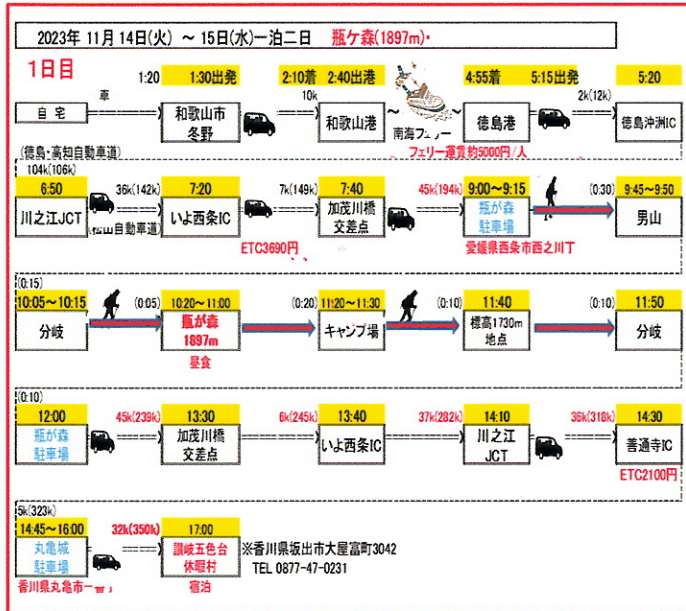 2023年 11月 14日(火) ～ 15日(水)一泊二日 瓶ケ森(1897m)・
1日目
1:20 1:30出発 2:10着 2:40出港 4:55着 5:15出発 5:20
自宅 車 和歌山市冬野 10k 和歌山港 ～ 南海フェリー ～ 徳島港 2k(12k) 徳島沖洲IC
(徳島・高知自動車道) フェリー運賃約5000円/人
104k(106k)
6:50 36k(142k) 7:20 7k(149k) 7:40 45k(194k) 9:00～9:15 (0:30) 9:45～9:50
川之江JCT いよ西条IC 加茂川橋交差点 瓶が森駐車場 男山
山自動車道) ETC3690円 愛媛県西条市西之川丁
(0:15)
10:05～10:15 (0:05) 10:20～11:00 (0:20) 11:20～11:30 (0:10) 11:40 (0:10) 11:50
分岐 瓶が森1897m キャンプ場 標高1730m地点 分岐
昼食
(0:10)
12:00 45k(239k) 13:30 6k(245k) 13:40 37k(282k) 14:10 36k(318k) 14:30
瓶が森駐車場 加茂川橋交差点 いよ西条IC 川之江JCT 善通寺IC
ETC2100円
5k(323k)
14:45～16:00 32k(350k) 17:00
丸亀城駐車場 讃岐五色台休暇村 ※香川県坂出市大屋冨町3042
TEL 0877-47-0231
香川県丸亀市一番丁 宿泊